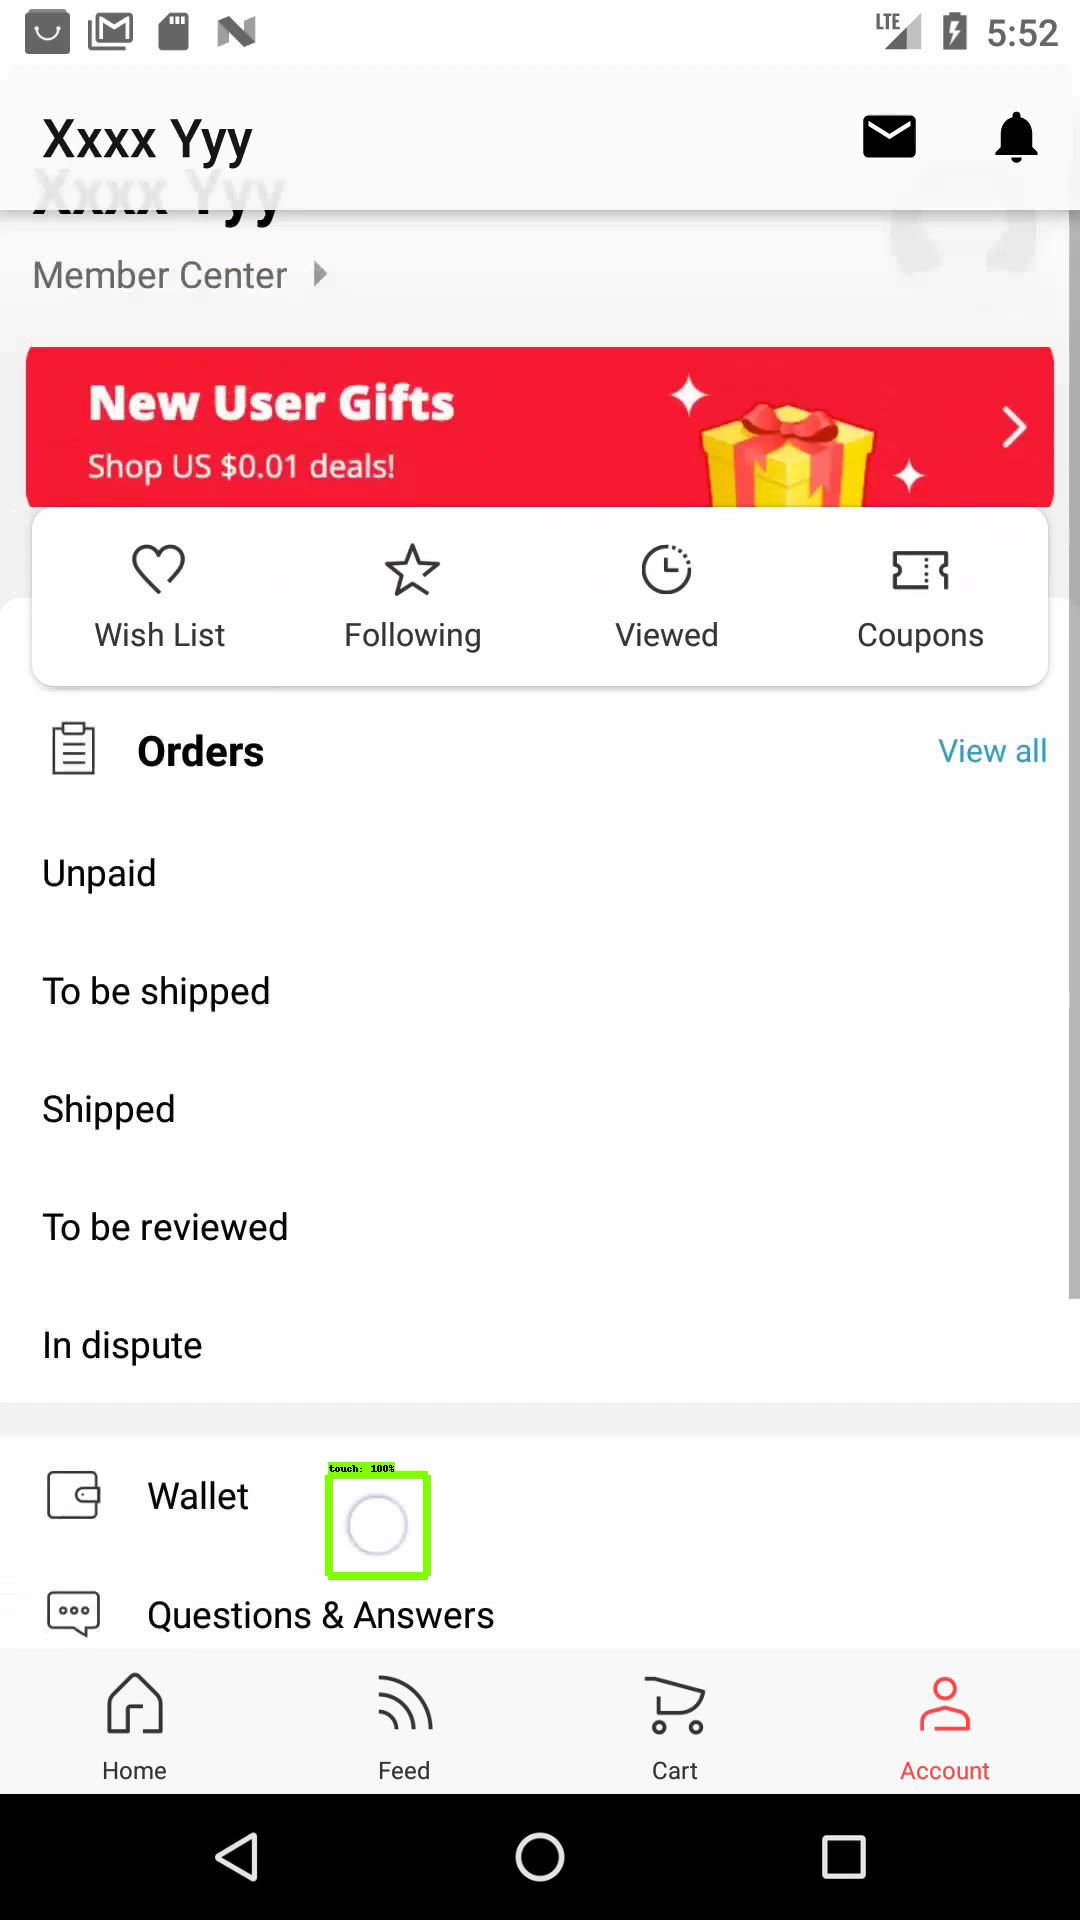 LTE 5:52
Xxxx Yyy
Xxxx Yyy
Member Center
New User Gifts
Shop US $0.01 deals!
Wish List Following Viewed Coupons
Orders View all
Unpaid
To be shipped
Shipped
To be reviewed
In dispute
touch: 100%
Wallet
Questions & Answers
Home Feed Cart Account